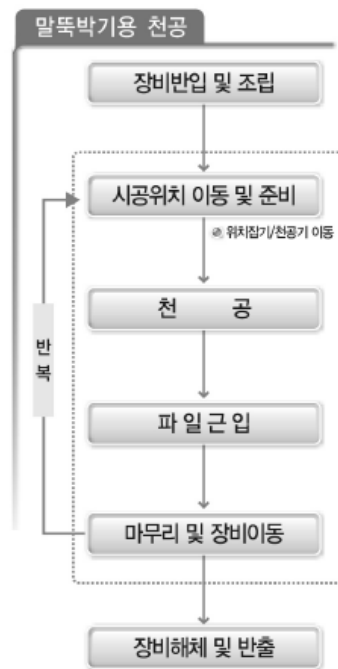 말뚝박기용 천공
장비반입 및 조립
시공위치 이동 및 준비
위치잡기/천공기 이동
천 공
반복
파일근입
마무리 및 장비이동
장비해체 및 반출